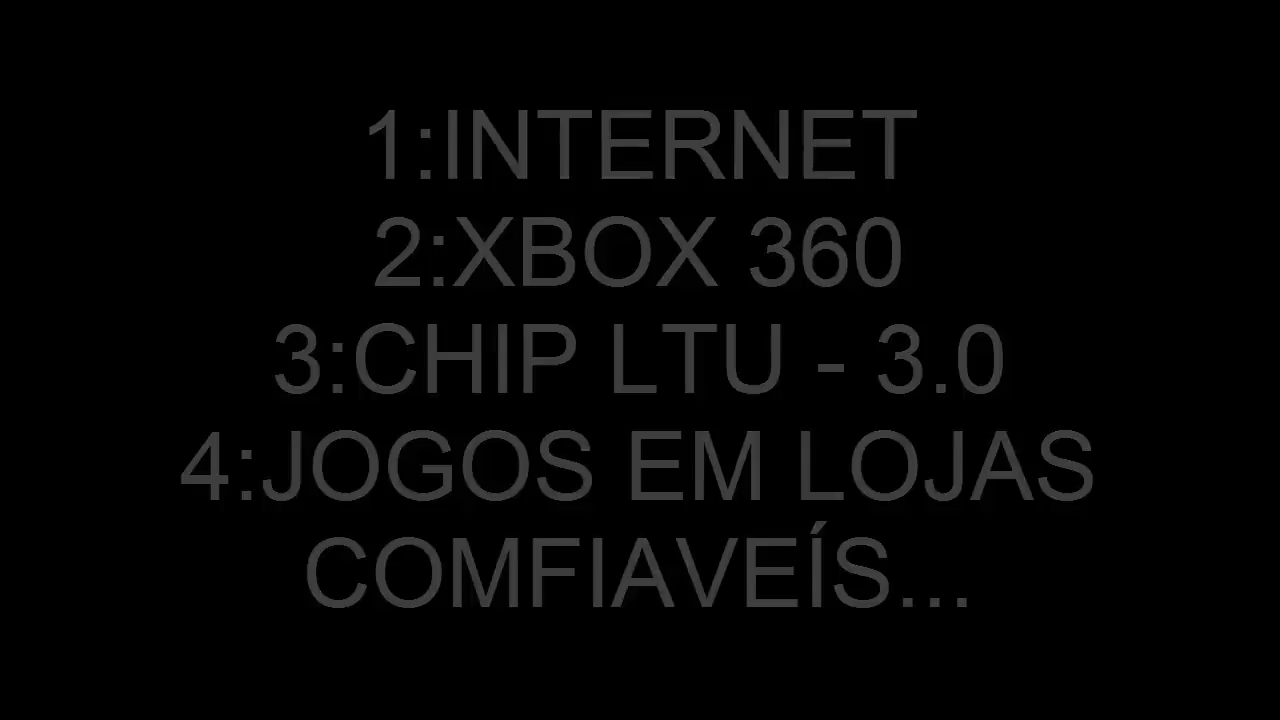 1:INTERNET
2:XBOX 360
3:CHIP LTU - 3.0
4:JOGOS EM LOJAS
COMFIAVEÍS...